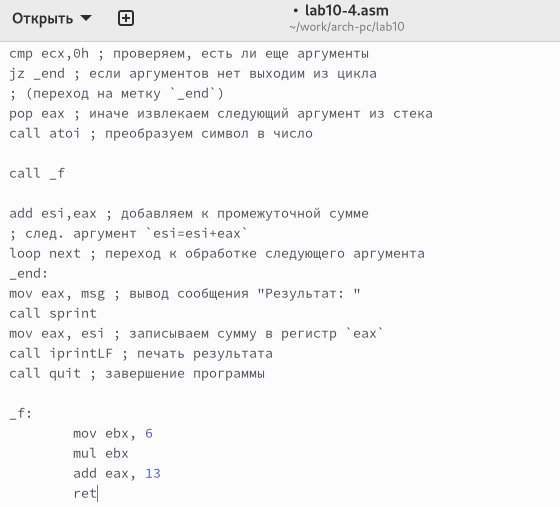 Открыть
• lab10-4.asm
~/work/arch-pc/lab10
cmp ecx,0h ; проверяем, есть ли еще аргументы
jz _end ; если аргументов нет выходим из цикла
; (переход на метку `_end`)
pop eax ; иначе извлекаем следующий аргумент из стека
call atoi ; преобразуем символ в число
call _f
add esi,eax ; добавляем к промежуточной сумме
; след. аргумент `esi=esi+eax`
loop next ; переход к обработке следующего аргумента
_end:
mov eax, msg ; вывод сообщения "Результат: "
call sprint
mov eax, esi ; записываем сумму в регистр `eax`
call iprintLF ; печать результата
call quit ; завершение программы
_f:
mov ebx, 6
mul ebx
add eax, 13
ret